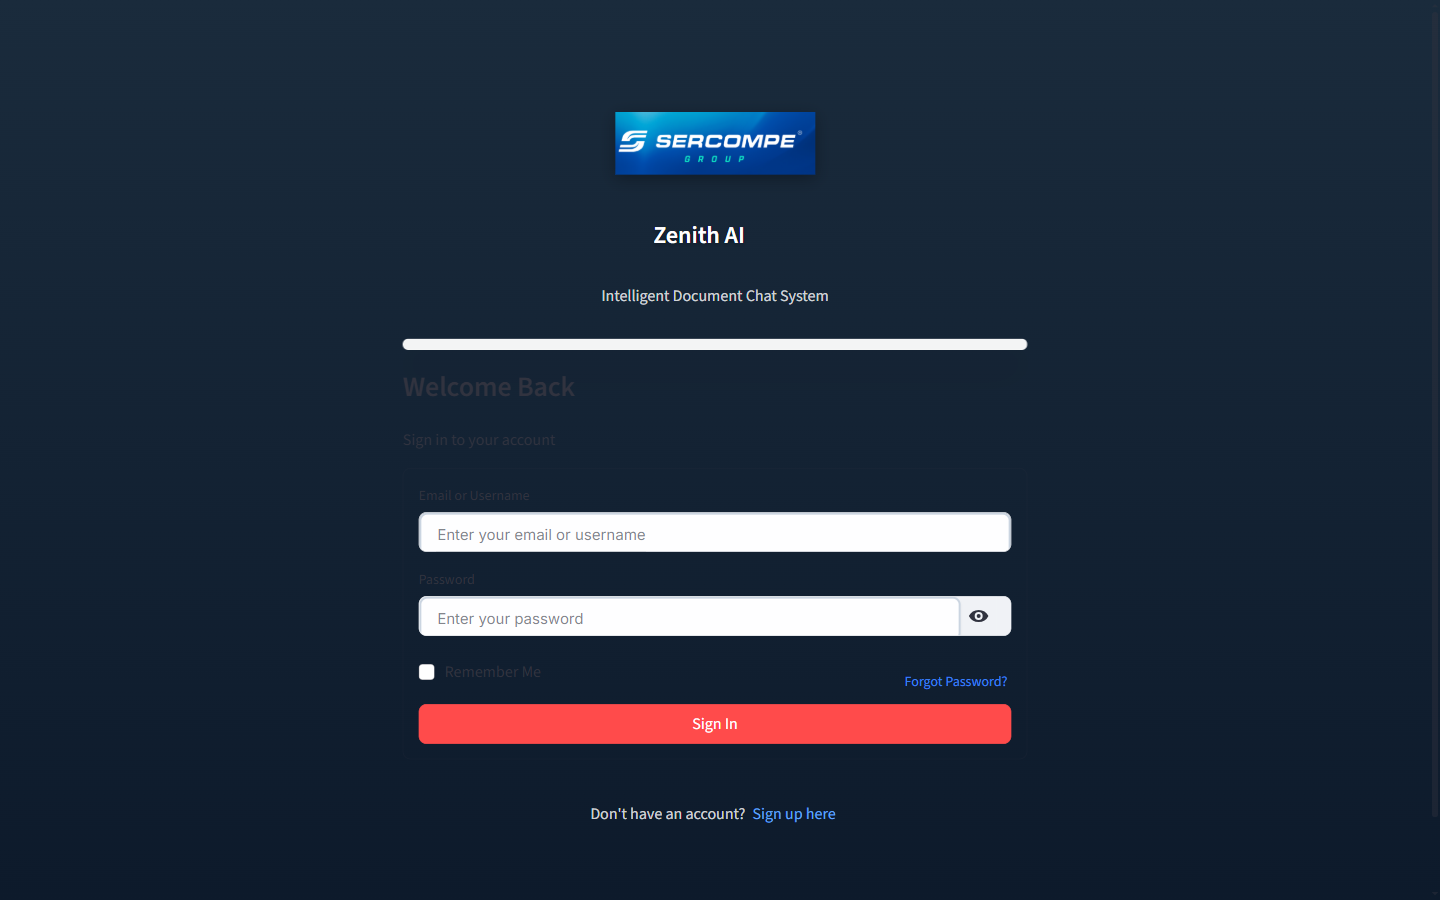 SERCOMPE®
GROUP
Zenith AI
Intelligent Document Chat System
Welcome Back
Sign in to your account
Email or Username
Enter your email or username
Password
Enter your password
Remember Me
Forgot Password?
Sign In
Don't have an account? Sign up here